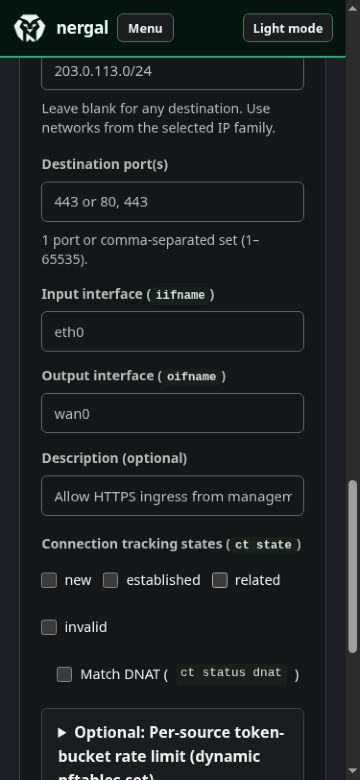 nergal
Menu
Light mode
203.0.113.0/24
Leave blank for any destination. Use
networks from the selected IP family.
Destination port(s)
443 or 80, 443
1 port or comma-separated set (1–
65535).
Input interface ( iifname )
eth0
Output interface ( oifname )
wan0
Description (optional)
Allow HTTPS ingress from managem
Connection tracking states ( ct state )
new established related
invalid
Match DNAT ( ct status dnat )
Optional: Per-source token-
bucket rate limit (dynamic
nftables set)